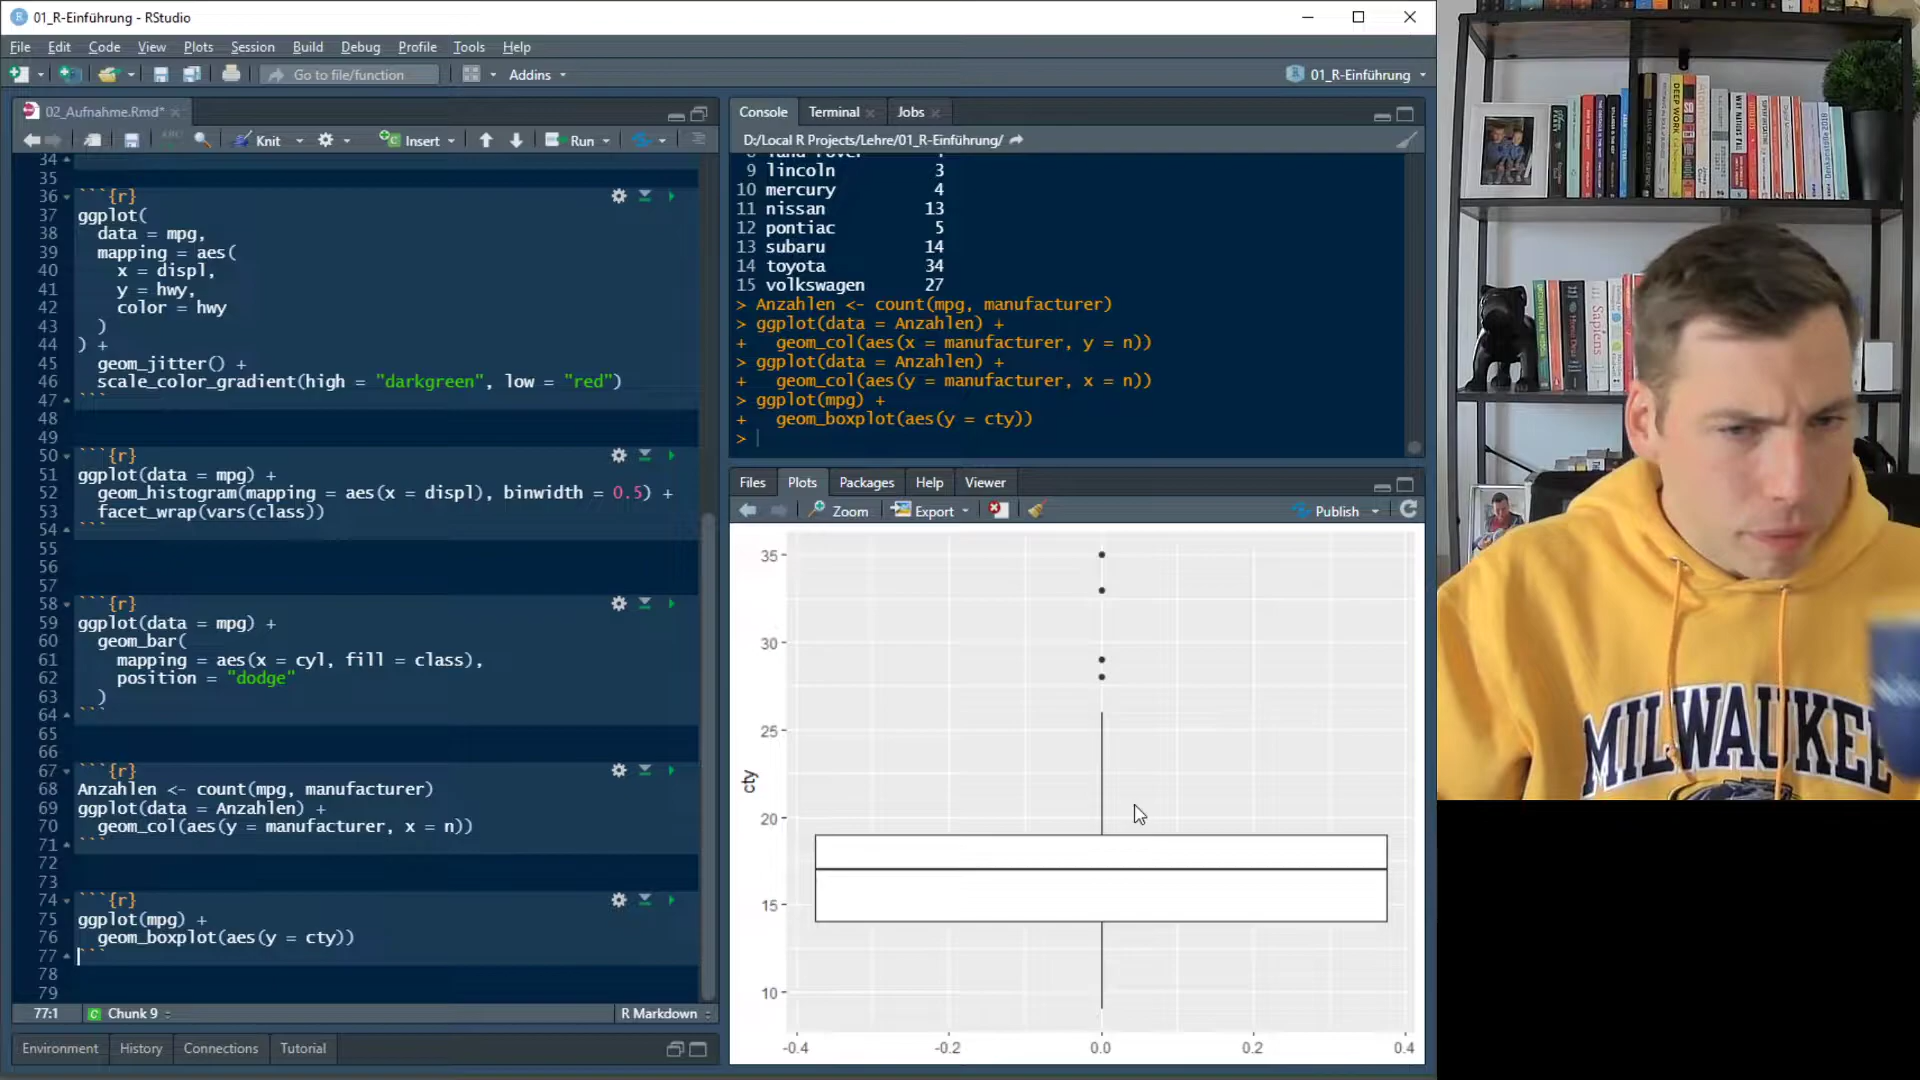 01_R-Einführung - RStudio
File Edit Code View Plots Session Build Debug Profile Tools Help
Go to file/function Addins 01_R-Einführung
02_Aufnahme.Rmd*
Knit Insert Run
34
35
36 ```{r}
37 ggplot(
38 data = mpg,
39 mapping = aes(
40 x = displ,
41 y = hwy,
42 color = hwy
43 )
44 ) +
45 geom_jitter() +
46 scale_color_gradient(high = "darkgreen", low = "red")
47 ```
48
49
50 ```{r}
51 ggplot(data = mpg) +
52 geom_histogram(mapping = aes(x = displ), binwidth = 0.5) +
53 facet_wrap(vars(class))
54 ```
55
56
57
58 ```{r}
59 ggplot(data = mpg) +
60 geom_bar(
61 mapping = aes(x = cyl, fill = class),
62 position = "dodge"
63 )
64 ```
65
66
67 ```{r}
68 Anzahlen <- count(mpg, manufacturer)
69 ggplot(data = Anzahlen) +
70 geom_col(aes(y = manufacturer, x = n))
71 ```
72
73
74 ```{r}
75 ggplot(mpg) +
76 geom_boxplot(aes(y = cty))
77 ```
78
79
77:1 Chunk 9 R Markdown
Environment History Connections Tutorial
Console Terminal Jobs
D:/Local R Projects/Lehre/01_R-Einführung/
9 lincoln 3
10 mercury 4
11 nissan 13
12 pontiac 5
13 subaru 14
14 toyota 34
15 volkswagen 27
> Anzahlen <- count(mpg, manufacturer)
> ggplot(data = Anzahlen) +
+ geom_col(aes(x = manufacturer, y = n))
> ggplot(data = Anzahlen) +
+ geom_col(aes(y = manufacturer, x = n))
> ggplot(mpg) +
+ geom_boxplot(aes(y = cty))
>
Files Plots Packages Help Viewer
Zoom Export Publish
35
30
25
cty
20
15
10
-0.4 -0.2 0.0 0.2 0.4
DEEP WORK
Sapiens
MILWAUKEE